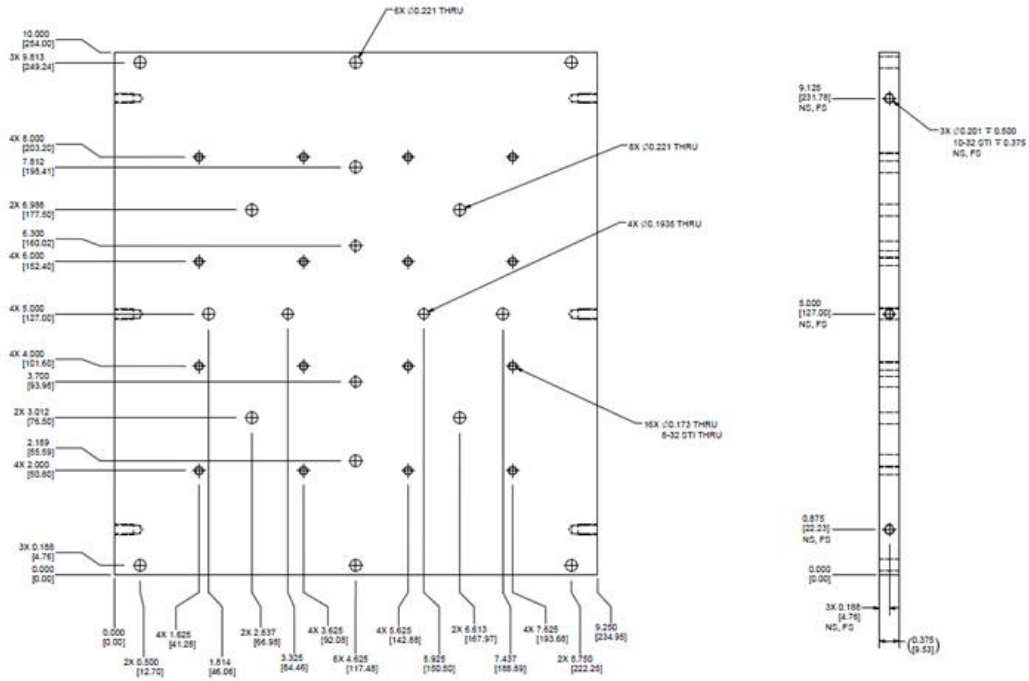 6X ∅0.221 THRU
10.000
[254.00]
3X 9.813
[249.24]
4X 8.000
[203.20]
7.812
[198.41]
2X 6.988
[177.50]
6.300
[160.02]
4X 6.000
[152.40]
4X 5.000
[127.00]
4X 4.000
[101.60]
3.700
[93.98]
2X 3.012
[76.50]
2.189
[55.59]
4X 2.000
[50.80]
3X 0.188
[4.76]
0.000
[0.00]
8X ∅0.221 THRU
4X ∅0.1935 THRU
16X ∅0.173 THRU
8-32 STI THRU
0.000
[0.00]
2X 0.500
[12.70]
4X 1.625
[41.28]
1.814
[46.06]
2X 2.637
[66.98]
3.325
[84.46]
4X 3.625
[92.08]
6X 4.625
[117.48]
4X 5.625
[142.88]
5.925
[150.50]
2X 6.613
[167.97]
7.437
[188.89]
4X 7.625
[193.68]
2X 8.750
[222.25]
9.250
[234.95]
9.125
[231.78]
NS, FS
3X ∅0.201 ↧ 0.500
10-32 STI ↧ 0.375
NS, FS
5.000
[127.00]
NS, FS
0.875
[22.23]
NS, FS
0.000
[0.00]
3X 0.188
[4.76]
NS, FS
(0.375
[9.53])